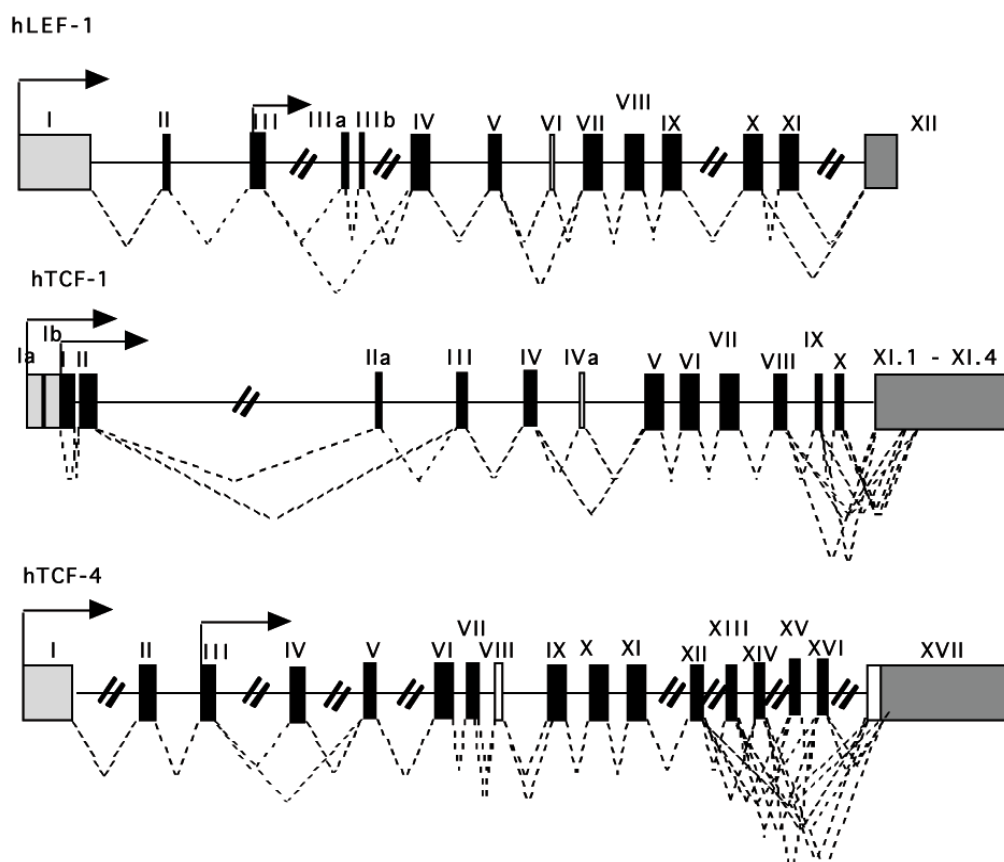 hLEF-1
I II III IIIa IIIb IV V VI VII VIII IX X XI XII
hTCF-1
Ia Ib I II IIa III IV IVa V VI VII VIII IX X XI.1 - XI.4
hTCF-4
I II III IV V VI VII VIII IX X XI XII XIII XIV XV XVI XVII